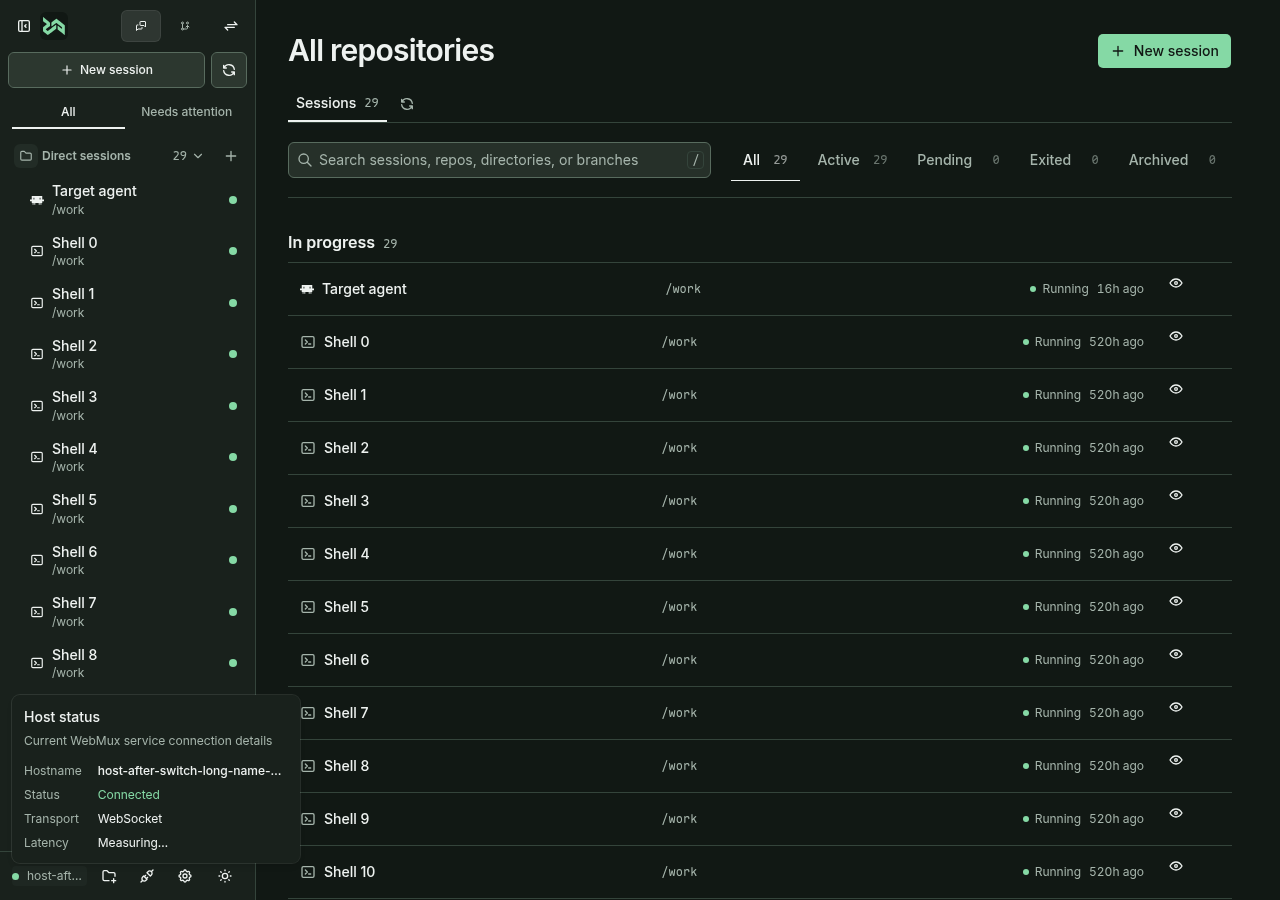 New session
All
Needs attention
Direct sessions 29
Target agent
/work
Shell 0
/work
Shell 1
/work
Shell 2
/work
Shell 3
/work
Shell 4
/work
Shell 5
/work
Shell 6
/work
Shell 7
/work
Shell 8
/work
Host status
Current WebMux service connection details
Hostname host-after-switch-long-name-...
Status Connected
Transport WebSocket
Latency Measuring...
host-aft...
All repositories
New session
Sessions 29
Search sessions, repos, directories, or branches /
All 29 Active 29 Pending 0 Exited 0 Archived 0
In progress 29
Target agent /work Running 16h ago
Shell 0 /work Running 520h ago
Shell 1 /work Running 520h ago
Shell 2 /work Running 520h ago
Shell 3 /work Running 520h ago
Shell 4 /work Running 520h ago
Shell 5 /work Running 520h ago
Shell 6 /work Running 520h ago
Shell 7 /work Running 520h ago
Shell 8 /work Running 520h ago
Shell 9 /work Running 520h ago
Shell 10 /work Running 520h ago